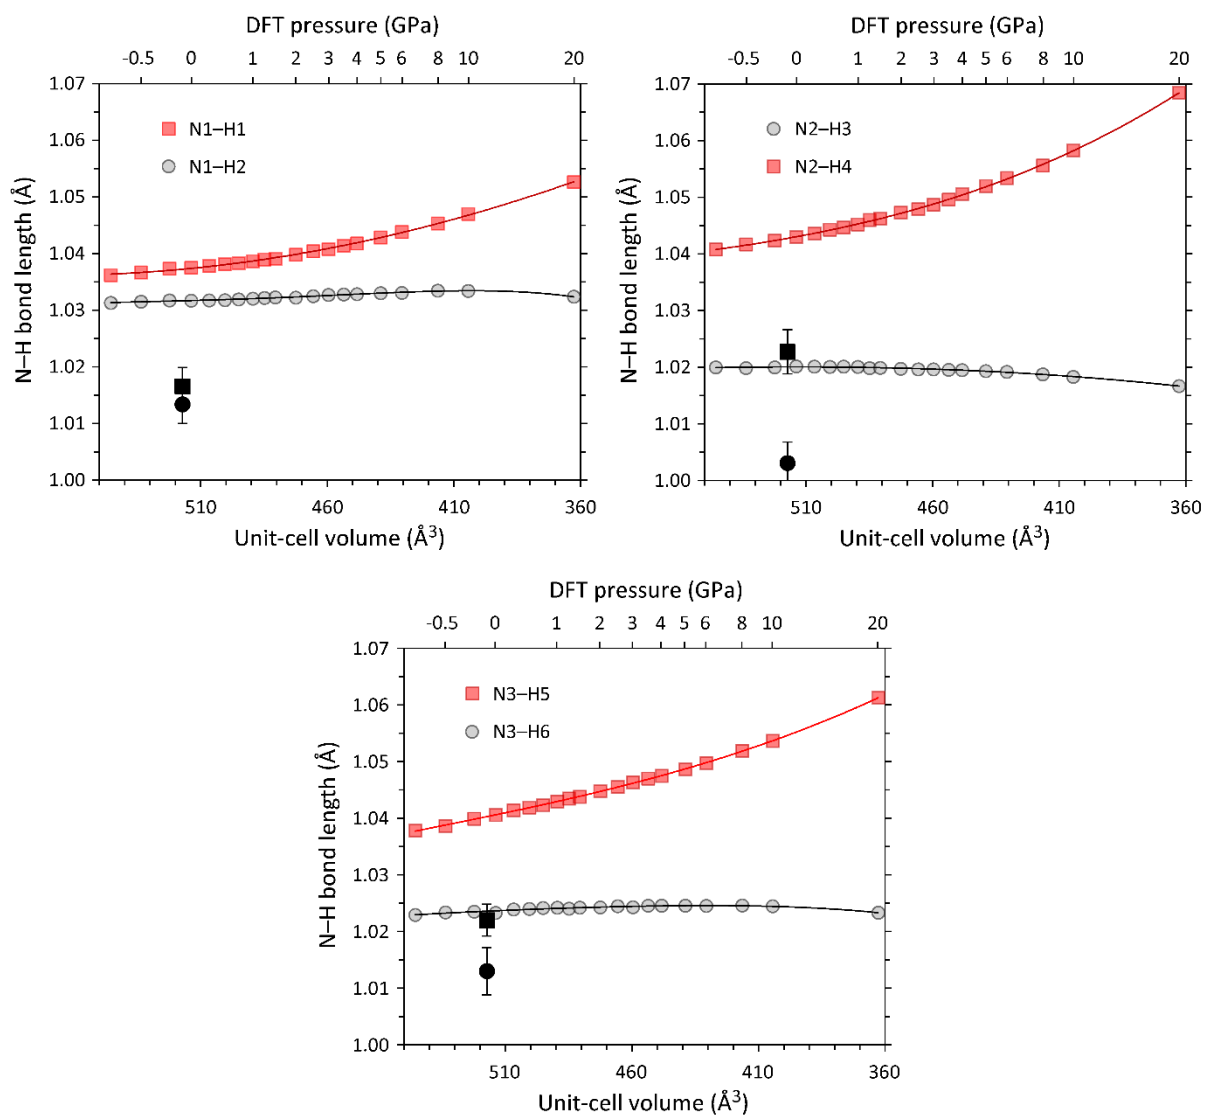 DFT pressure (GPa)
-0.5 0 1 2 3 4 5 6 8 10 20
1.07
1.06
1.05
1.04
1.03
1.02
1.01
1.00
N–H bond length (Å)
N1–H1
N1–H2
510 460 410 360
Unit-cell volume (Å³)
DFT pressure (GPa)
-0.5 0 1 2 3 4 5 6 8 10 20
1.07
1.06
1.05
1.04
1.03
1.02
1.01
1.00
N–H bond length (Å)
N2–H3
N2–H4
510 460 410 360
Unit-cell volume (Å³)
DFT pressure (GPa)
-0.5 0 1 2 3 4 5 6 8 10 20
1.07
1.06
1.05
1.04
1.03
1.02
1.01
1.00
N–H bond length (Å)
N3–H5
N3–H6
510 460 410 360
Unit-cell volume (Å³)